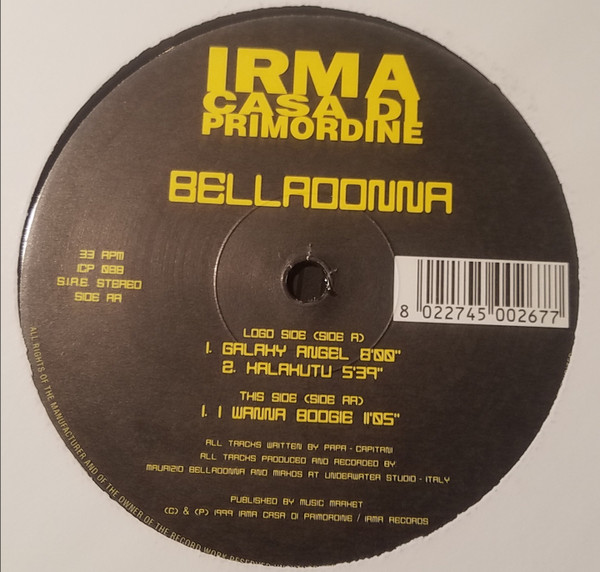 IRMA
CASA DI
PRIMORDINE
BELLADONNA
33 RPM
ICP 088
S.I.A.E. STEREO
SIDE AA
8 022745 002677
LOGO SIDE (SIDE A)
1. GALAXY ANGEL 8'00"
2. KALAKUTU 5'39"
THIS SIDE (SIDE AA)
1. I WANNA BOOGIE 11'05"
ALL TRACKS WRITTEN BY PAPA - CAPITANI
ALL TRACKS PRODUCED AND RECORDED BY
MAURIZIO BELLADONNA AND MAKOS AT UNDERWATER STUDIO - ITALY
PUBLISHED BY MUSIC MARKET
(C) & (P) 1999 IRMA CASA DI PRIMORDINE / IRMA RECORDS
ALL RIGHTS OF THE MANUFACTURER AND OF THE OWNER OF THE RECORD WORK RESERVED